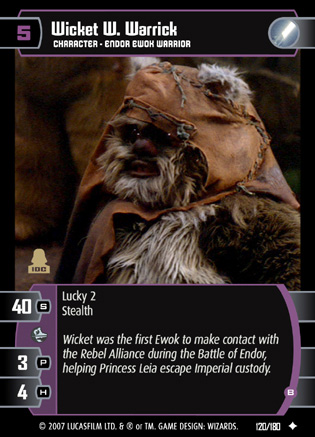 5 Wicket W. Warrick
CHARACTER • ENDOR EWOK WARRIOR
IDC
40 S
Lucky 2
Stealth
Wicket was the first Ewok to make contact with
the Rebel Alliance during the Battle of Endor,
helping Princess Leia escape Imperial custody.
3 P
4 H
B
© 2007 LUCASFILM LTD. & ® or TM. GAME DESIGN: WIZARDS. 120/180